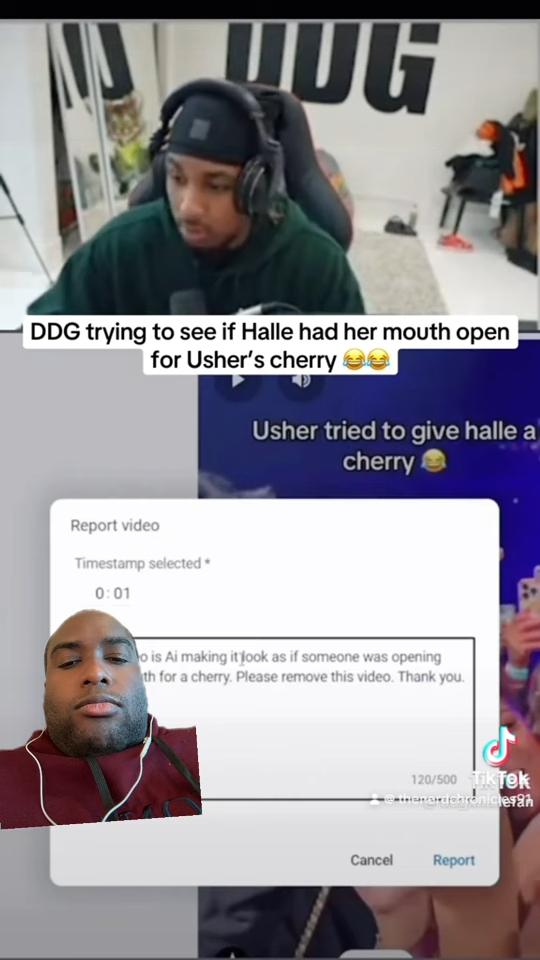 DDG
DDG trying to see if Halle had her mouth open
for Usher's cherry 😂😂
Usher tried to give halle a
cherry 😂
Report video
Timestamp selected *
0:01
is Ai making it look as if someone was opening
for a cherry. Please remove this video. Thank you.
120/500
TikTok
@thenerdchronicles91
Cancel
Report